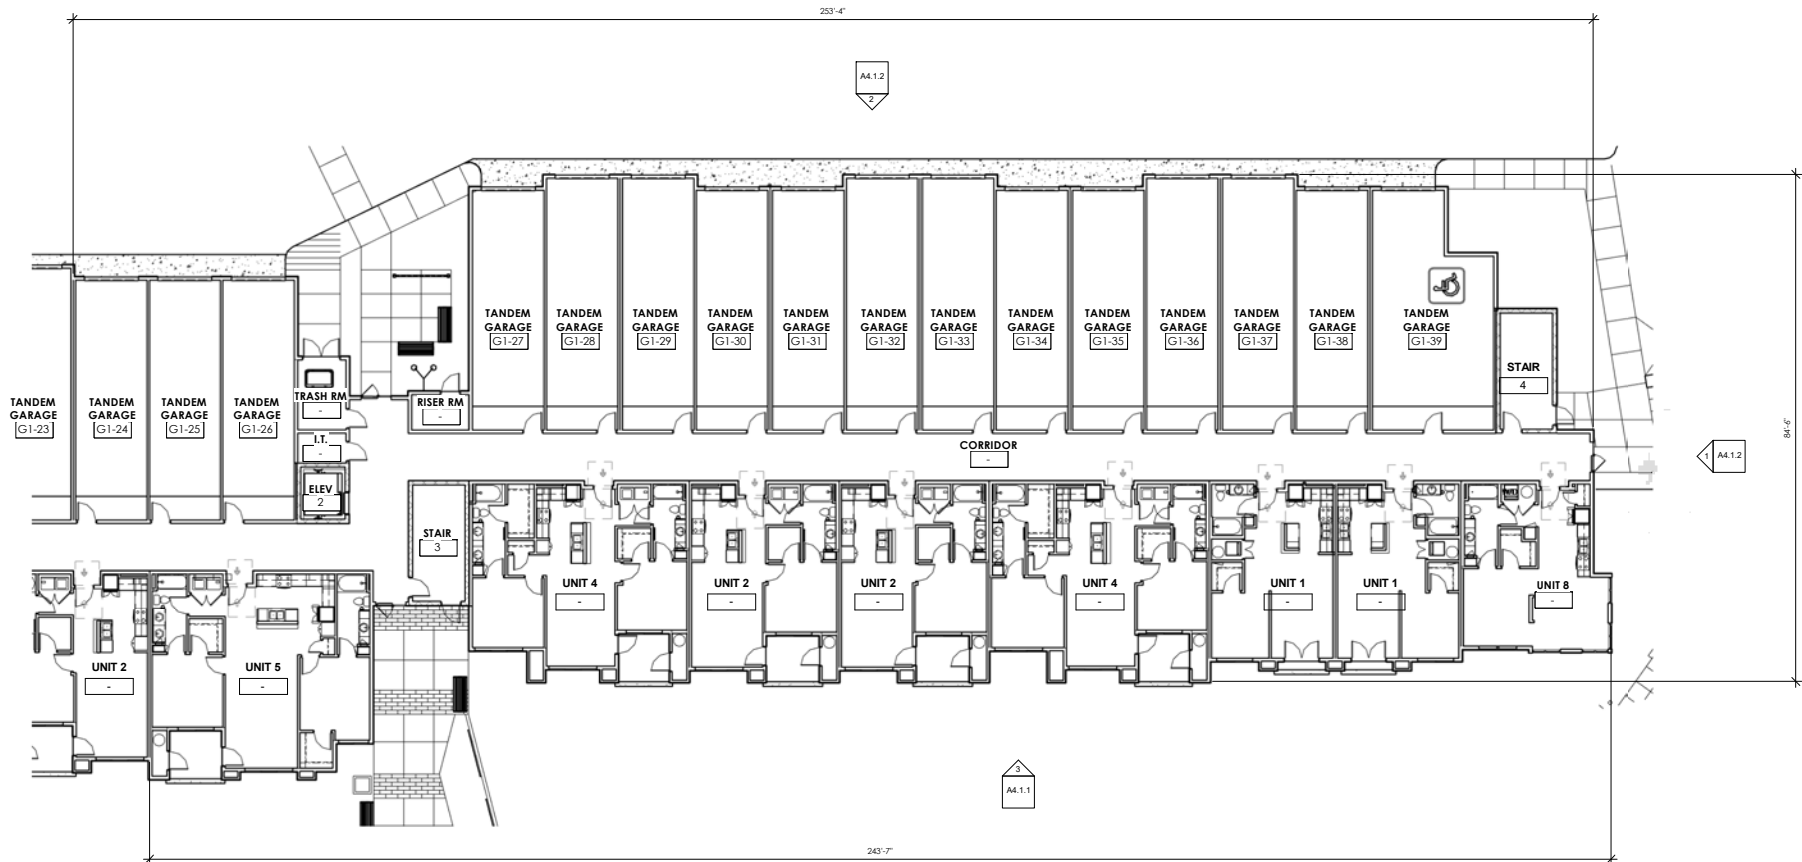 253'-4"
A4.1.2
2
TANDEM
GARAGE
G1-27
TANDEM
GARAGE
G1-28
TANDEM
GARAGE
G1-29
TANDEM
GARAGE
G1-30
TANDEM
GARAGE
G1-31
TANDEM
GARAGE
G1-32
TANDEM
GARAGE
G1-33
TANDEM
GARAGE
G1-34
TANDEM
GARAGE
G1-35
TANDEM
GARAGE
G1-36
TANDEM
GARAGE
G1-37
TANDEM
GARAGE
G1-38
TANDEM
GARAGE
G1-39
STAIR
4
TANDEM
GARAGE
G1-23
TANDEM
GARAGE
G1-24
TANDEM
GARAGE
G1-25
TANDEM
GARAGE
G1-26
TRASH RM
-
RISER RM
-
I.T.
-
CORRIDOR
-
84'-6"
1
A4.1.2
ELEV
2
STAIR
3
UNIT 4
-
UNIT 2
-
UNIT 2
-
UNIT 4
-
UNIT 1
-
UNIT 1
-
UNIT 8
-
UNIT 2
-
UNIT 5
-
3
A4.1.1
243'-7"